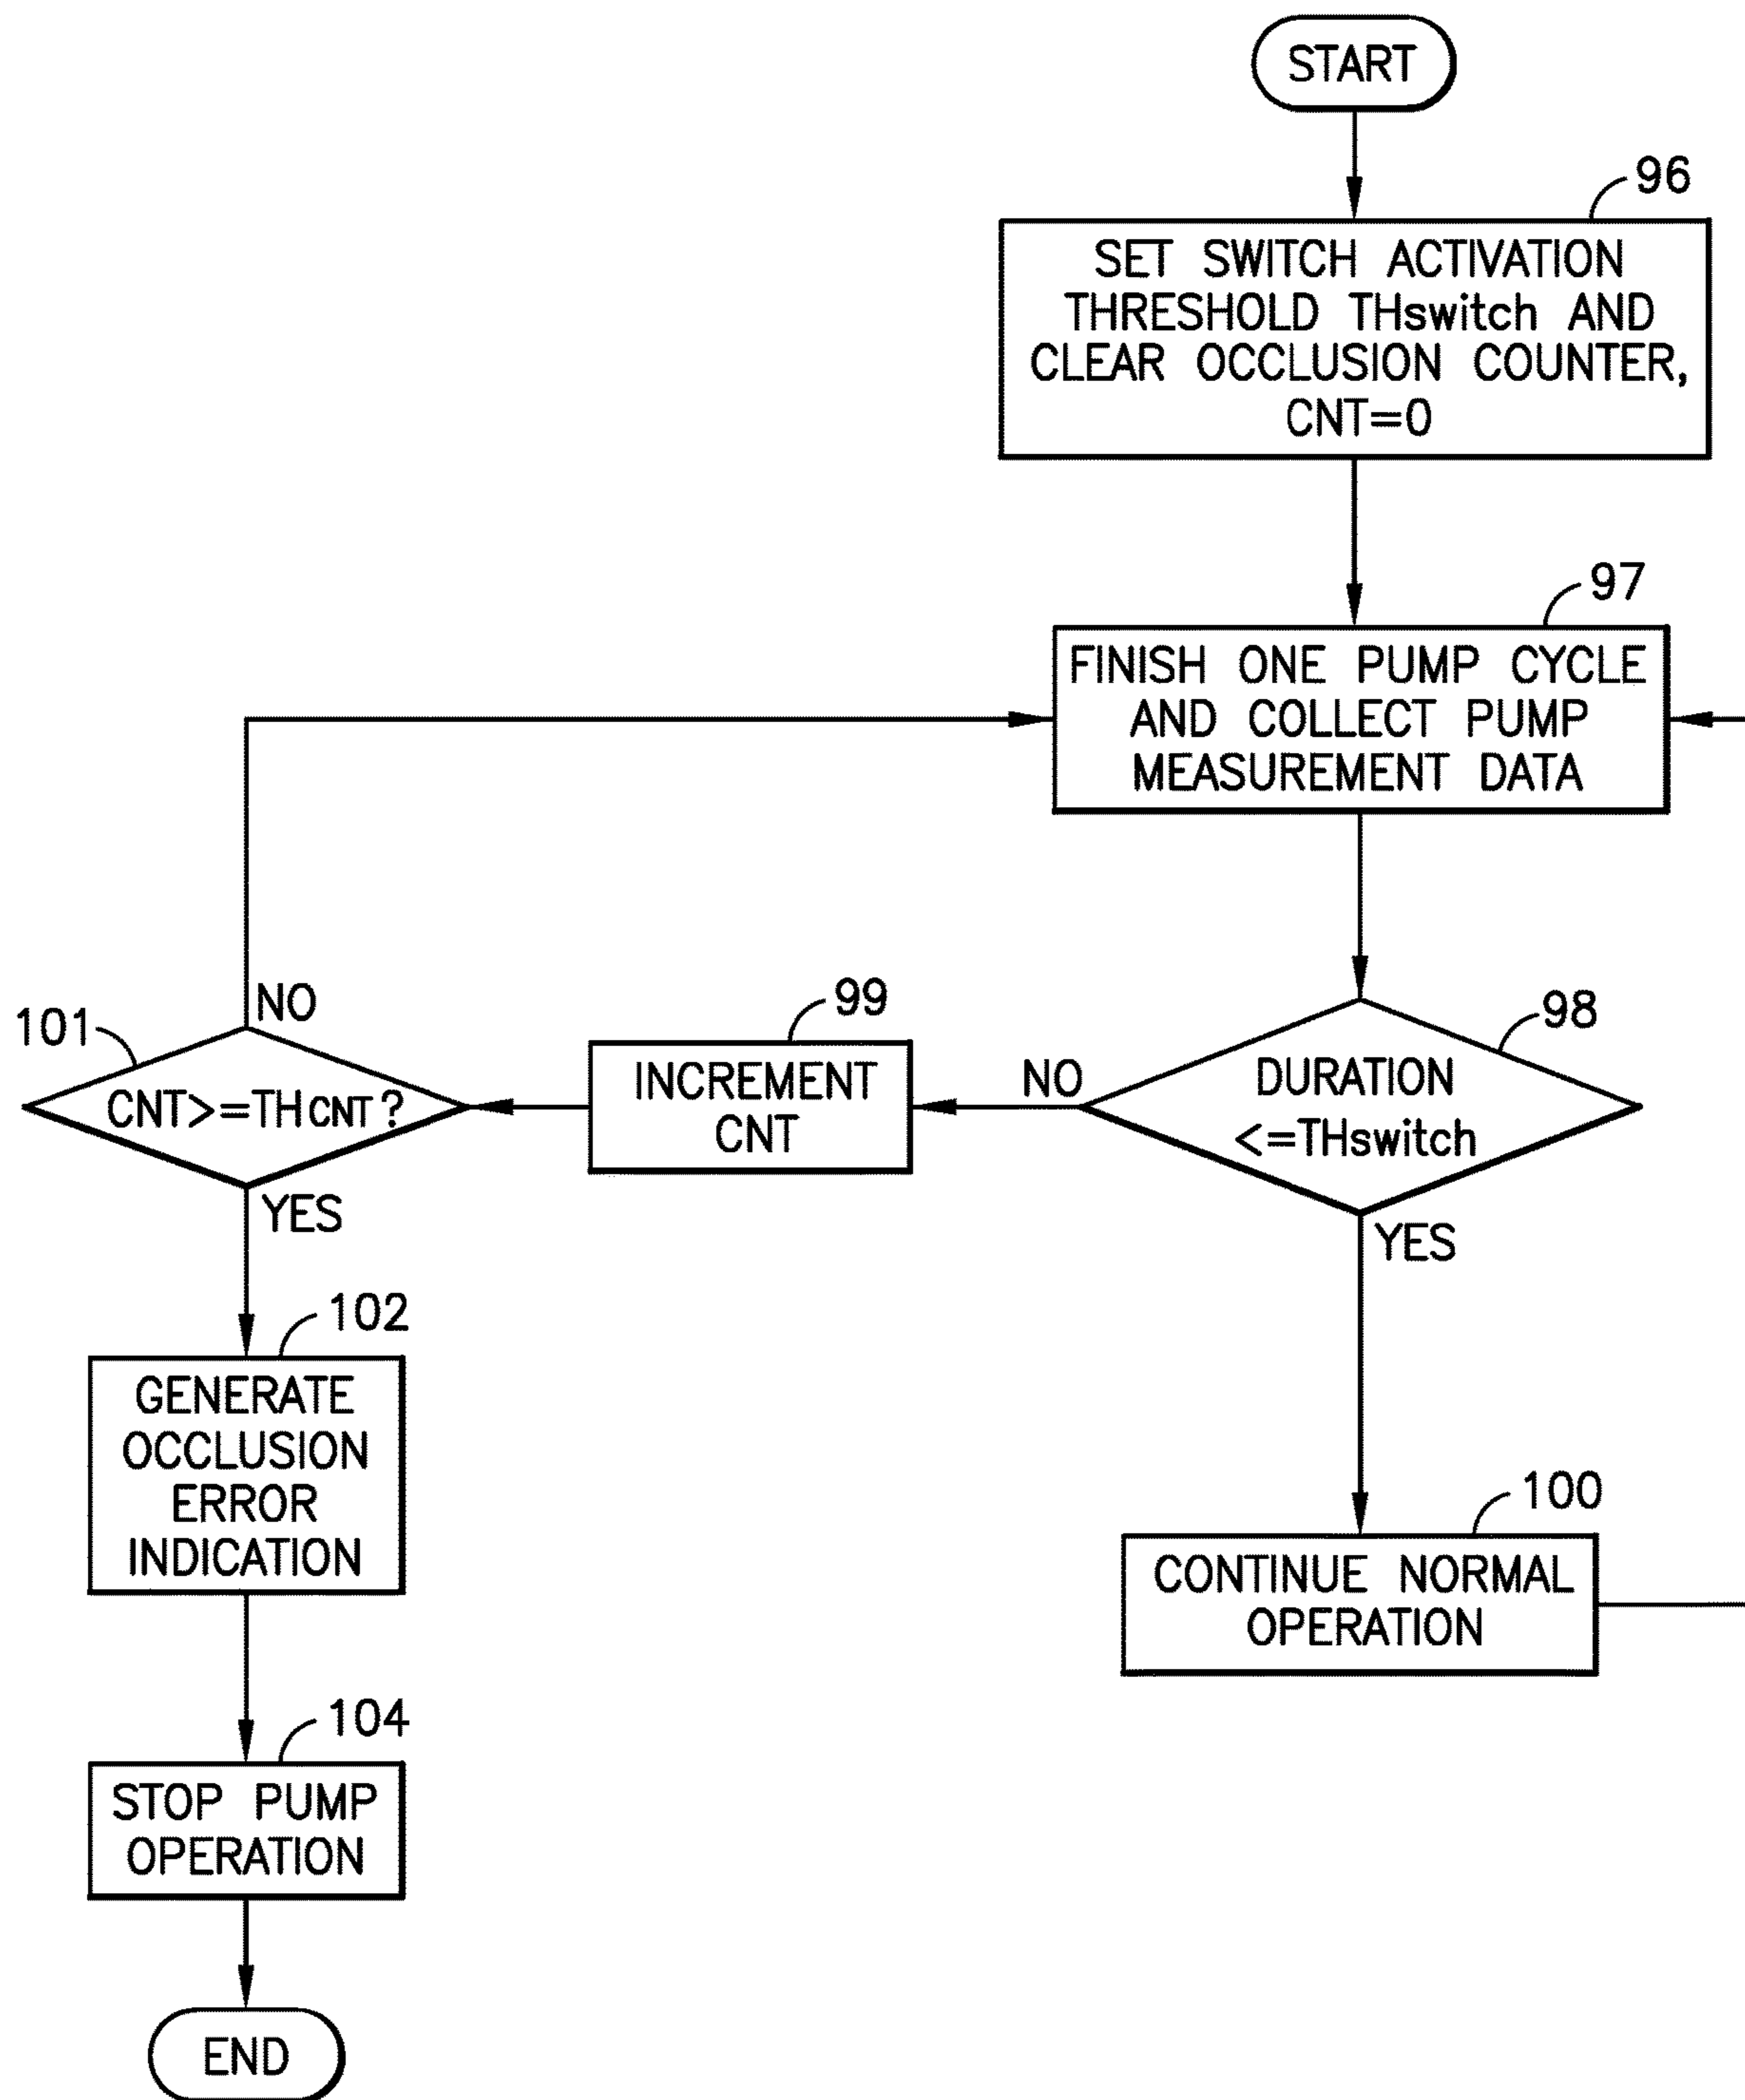 START
96
SET SWITCH ACTIVATION
THRESHOLD THswitch AND
CLEAR OCCLUSION COUNTER,
CNT=0
97
FINISH ONE PUMP CYCLE
AND COLLECT PUMP
MEASUREMENT DATA
98
DURATION
<=THswitch
NO
YES
99
INCREMENT
CNT
100
CONTINUE NORMAL
OPERATION
101
CNT>=THCNT?
NO
YES
102
GENERATE
OCCLUSION
ERROR
INDICATION
104
STOP PUMP
OPERATION
END